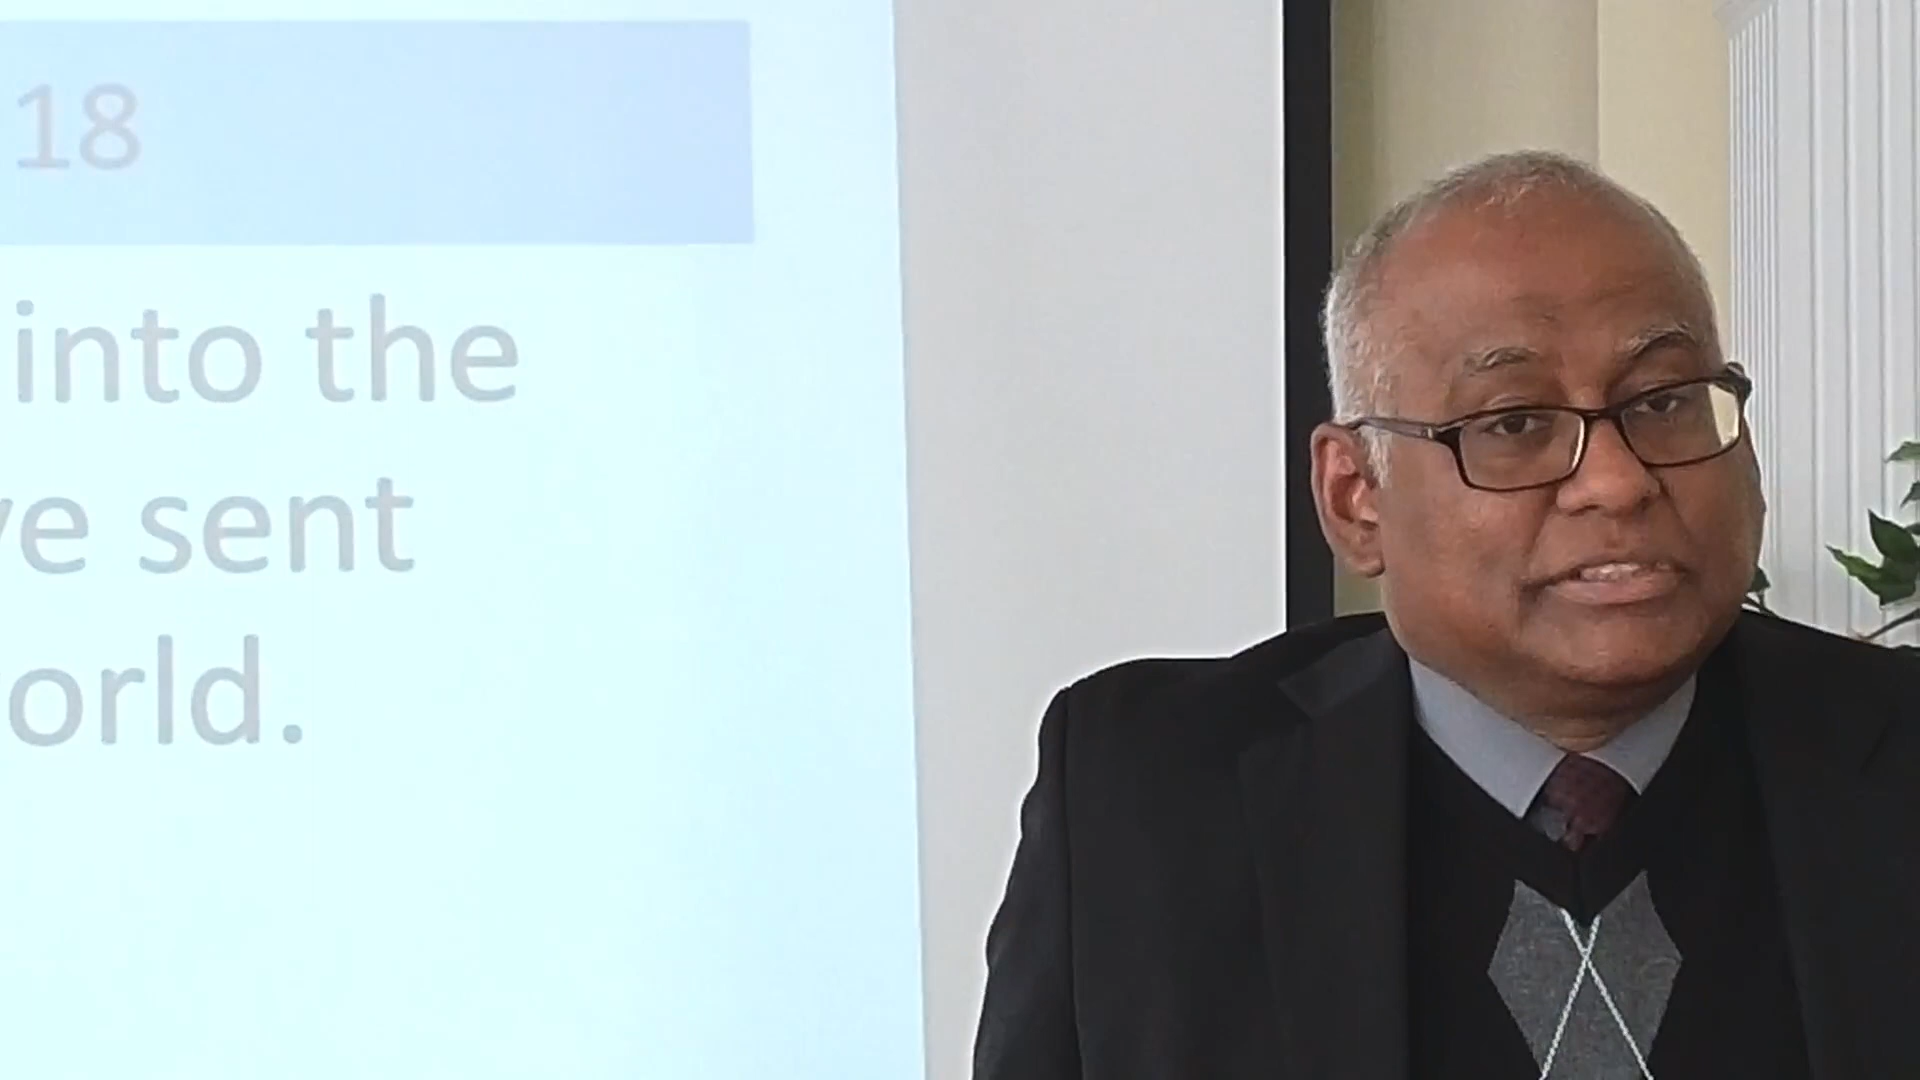 18
into the
ve sent
orld.